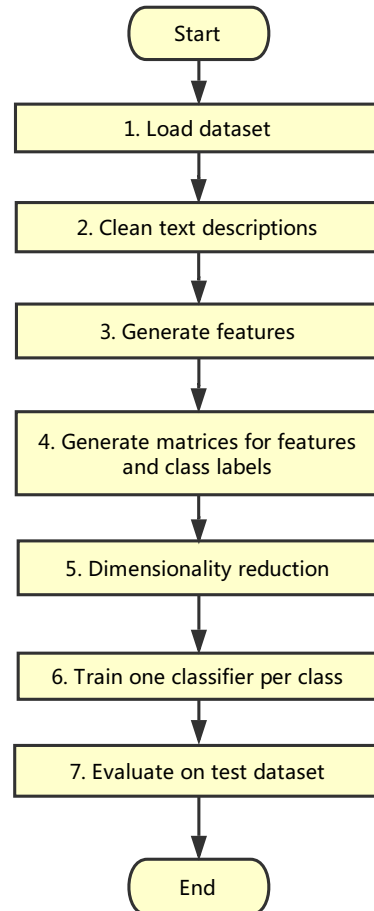 Start
1. Load dataset
2. Clean text descriptions
3. Generate features
4. Generate matrices for features
and class labels
5. Dimensionality reduction
6. Train one classifier per class
7. Evaluate on test dataset
End